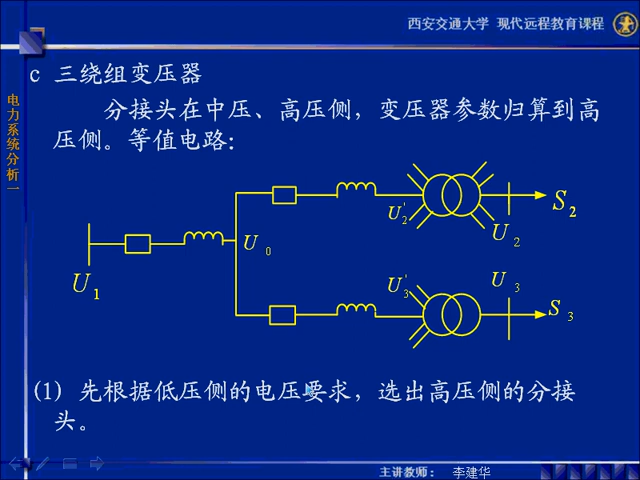 西安交通大学 现代远程教育课程
电力系统分析一
c 三绕组变压器
分接头在中压、高压侧，变压器参数归算到高
压侧。等值电路：
U₁
U₀
U₂'
U₂
S₂
U₃'
U₃
S₃
(1) 先根据低压侧的电压要求，选出高压侧的分接
头。
主讲教师： 李建华